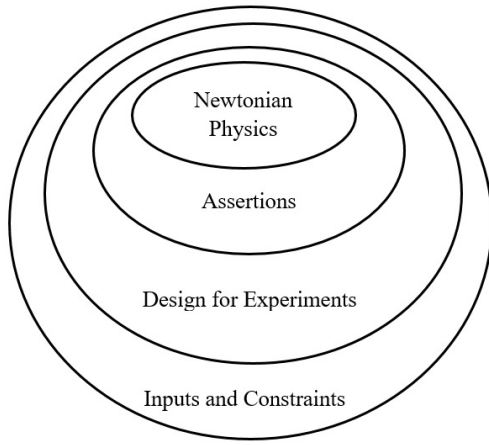 Newtonian
Physics
Assertions
Design for Experiments
Inputs and Constraints